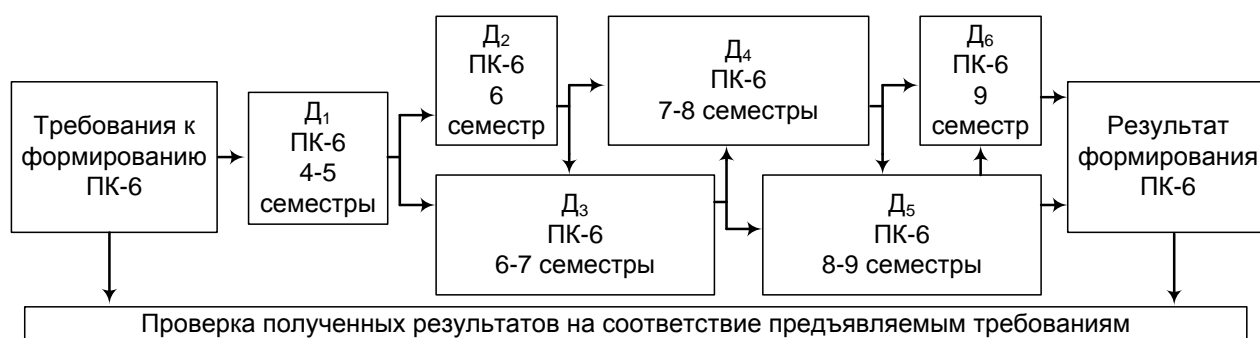 Требования к
формированию
ПК-6
Д₁
ПК-6
4-5
семестры
Д₂
ПК-6
6
семестр
Д₃
ПК-6
6-7 семестры
Д₄
ПК-6
7-8 семестры
Д₅
ПК-6
8-9 семестры
Д₆
ПК-6
9
семестр
Результат
формирования
ПК-6
Проверка полученных результатов на соответствие предъявляемым требованиям